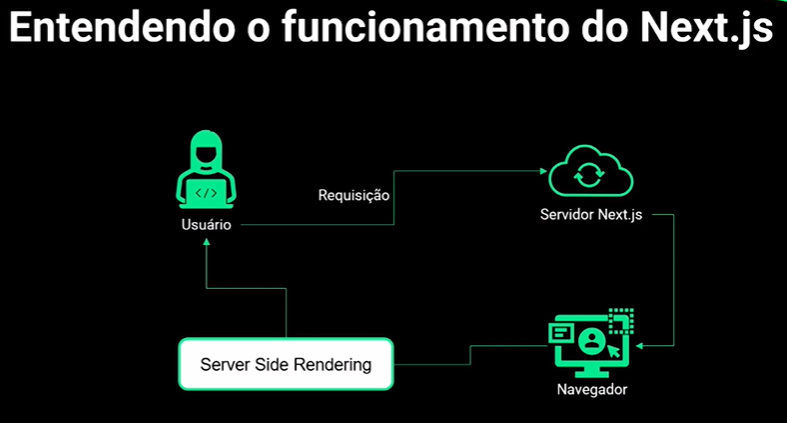 Entendendo o funcionamento do Next.js
Requisição
Usuário
Servidor Next.js
Server Side Rendering
Navegador